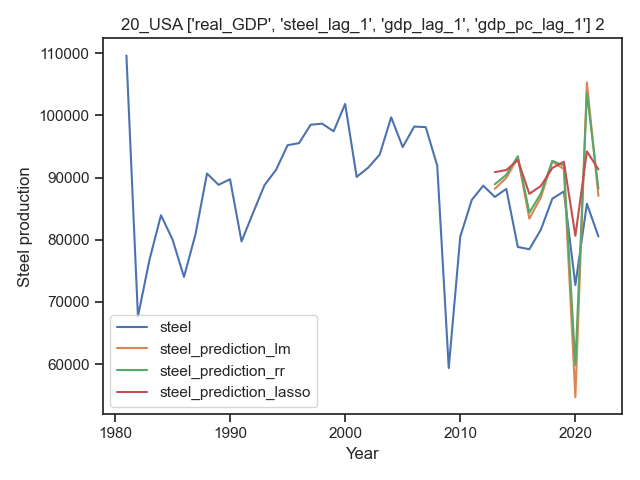 20_USA ['real_GDP', 'steel_lag_1', 'gdp_lag_1', 'gdp_pc_lag_1'] 2
110000
100000
90000
80000
70000
60000
Steel production
steel
steel_prediction_lm
steel_prediction_rr
steel_prediction_lasso
1980 1990 2000 2010 2020
Year